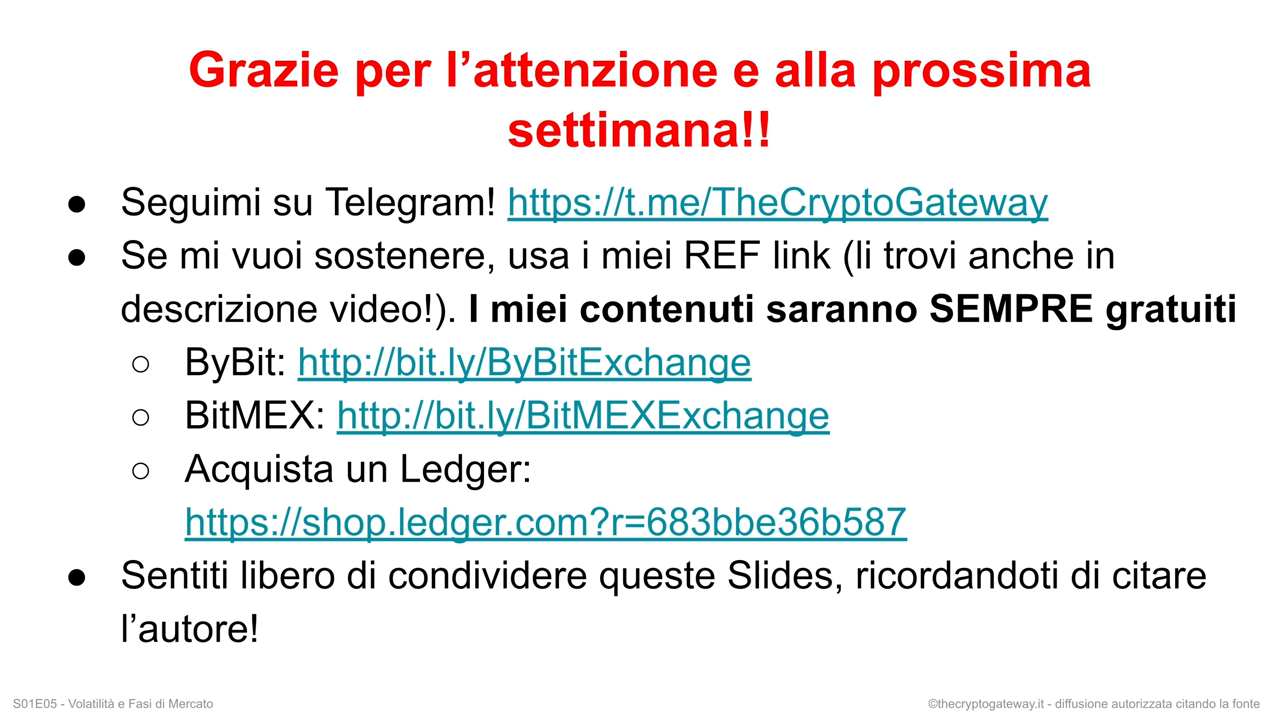 Grazie per l’attenzione e alla prossima
settimana!!
● Seguimi su Telegram! https://t.me/TheCryptoGateway
● Se mi vuoi sostenere, usa i miei REF link (li trovi anche in
descrizione video!). I miei contenuti saranno SEMPRE gratuiti
○ ByBit: http://bit.ly/ByBitExchange
○ BitMEX: http://bit.ly/BitMEXExchange
○ Acquista un Ledger:
https://shop.ledger.com?r=683bbe36b587
● Sentiti libero di condividere queste Slides, ricordandoti di citare
l’autore!
S01E05 - Volatilità e Fasi di Mercato
©thecryptogateway.it - diffusione autorizzata citando la fonte